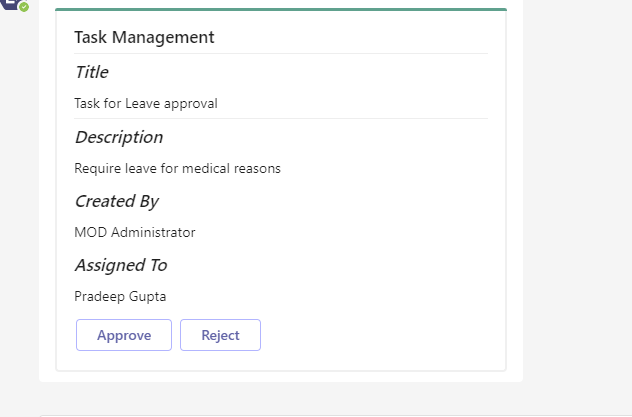 Task Management
Title
Task for Leave approval
Description
Require leave for medical reasons
Created By
MOD Administrator
Assigned To
Pradeep Gupta
Approve Reject